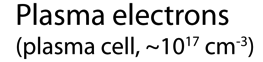 Plasma electrons
(plasma cell, ~10¹⁷ cm⁻³)